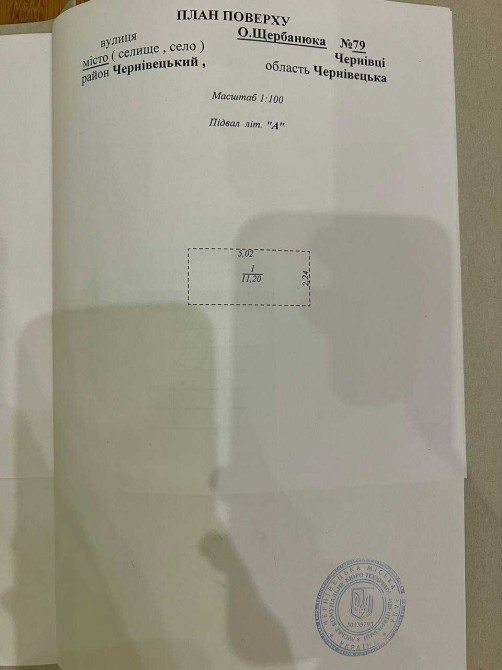 ПЛАН ПОВЕРХУ
вулиця О.Щербанюка №79
місто ( селище , село ) Чернівці
район Чернівецький , область Чернівецька
Масштаб 1:100
Підвал літ. "А"
5,02
1
11,20
2,24